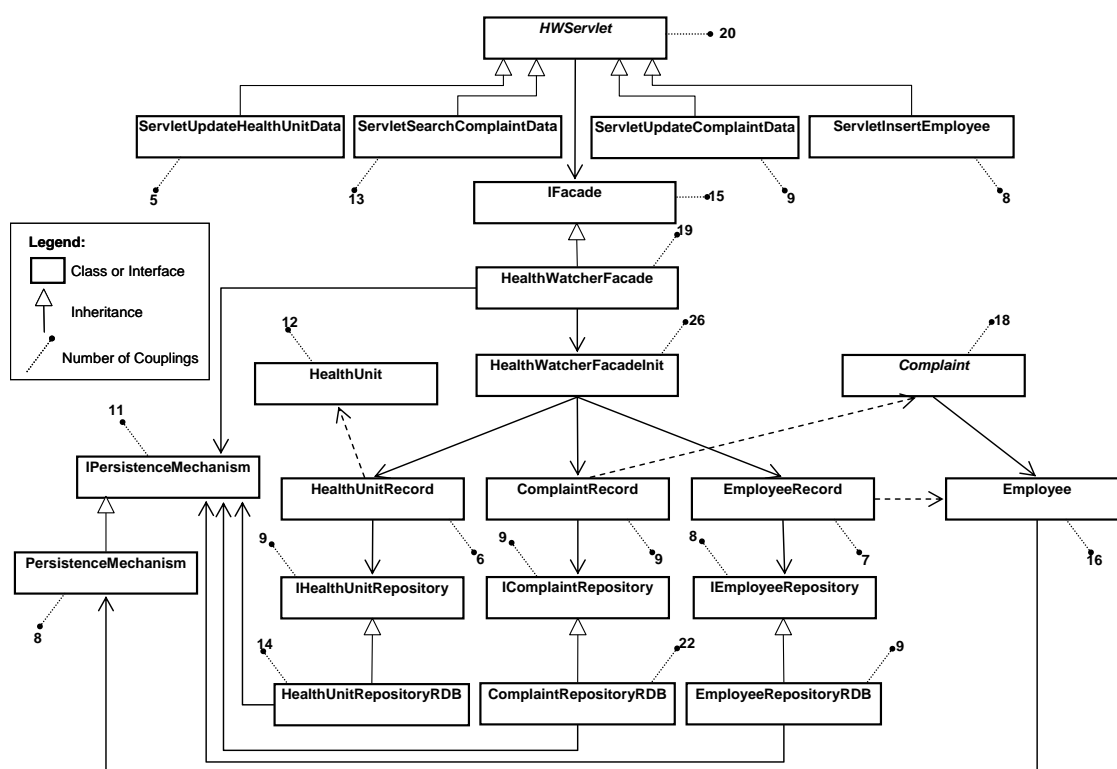 HWServlet
20
ServletUpdateHealthUnitData
ServletSearchComplaintData
ServletUpdateComplaintData
ServletInsertEmployee
5
13
9
8
IFacade
15
Legend:
Class or Interface
Inheritance
Number of Couplings
19
HealthWatcherFacade
12
26
18
HealthUnit
HealthWatcherFacadeInit
Complaint
11
IPersistenceMechanism
HealthUnitRecord
ComplaintRecord
EmployeeRecord
Employee
9
6
9
9
8
7
16
PersistenceMechanism
IHealthUnitRepository
IComplaintRepository
IEmployeeRepository
8
14
22
9
HealthUnitRepositoryRDB
ComplaintRepositoryRDB
EmployeeRepositoryRDB